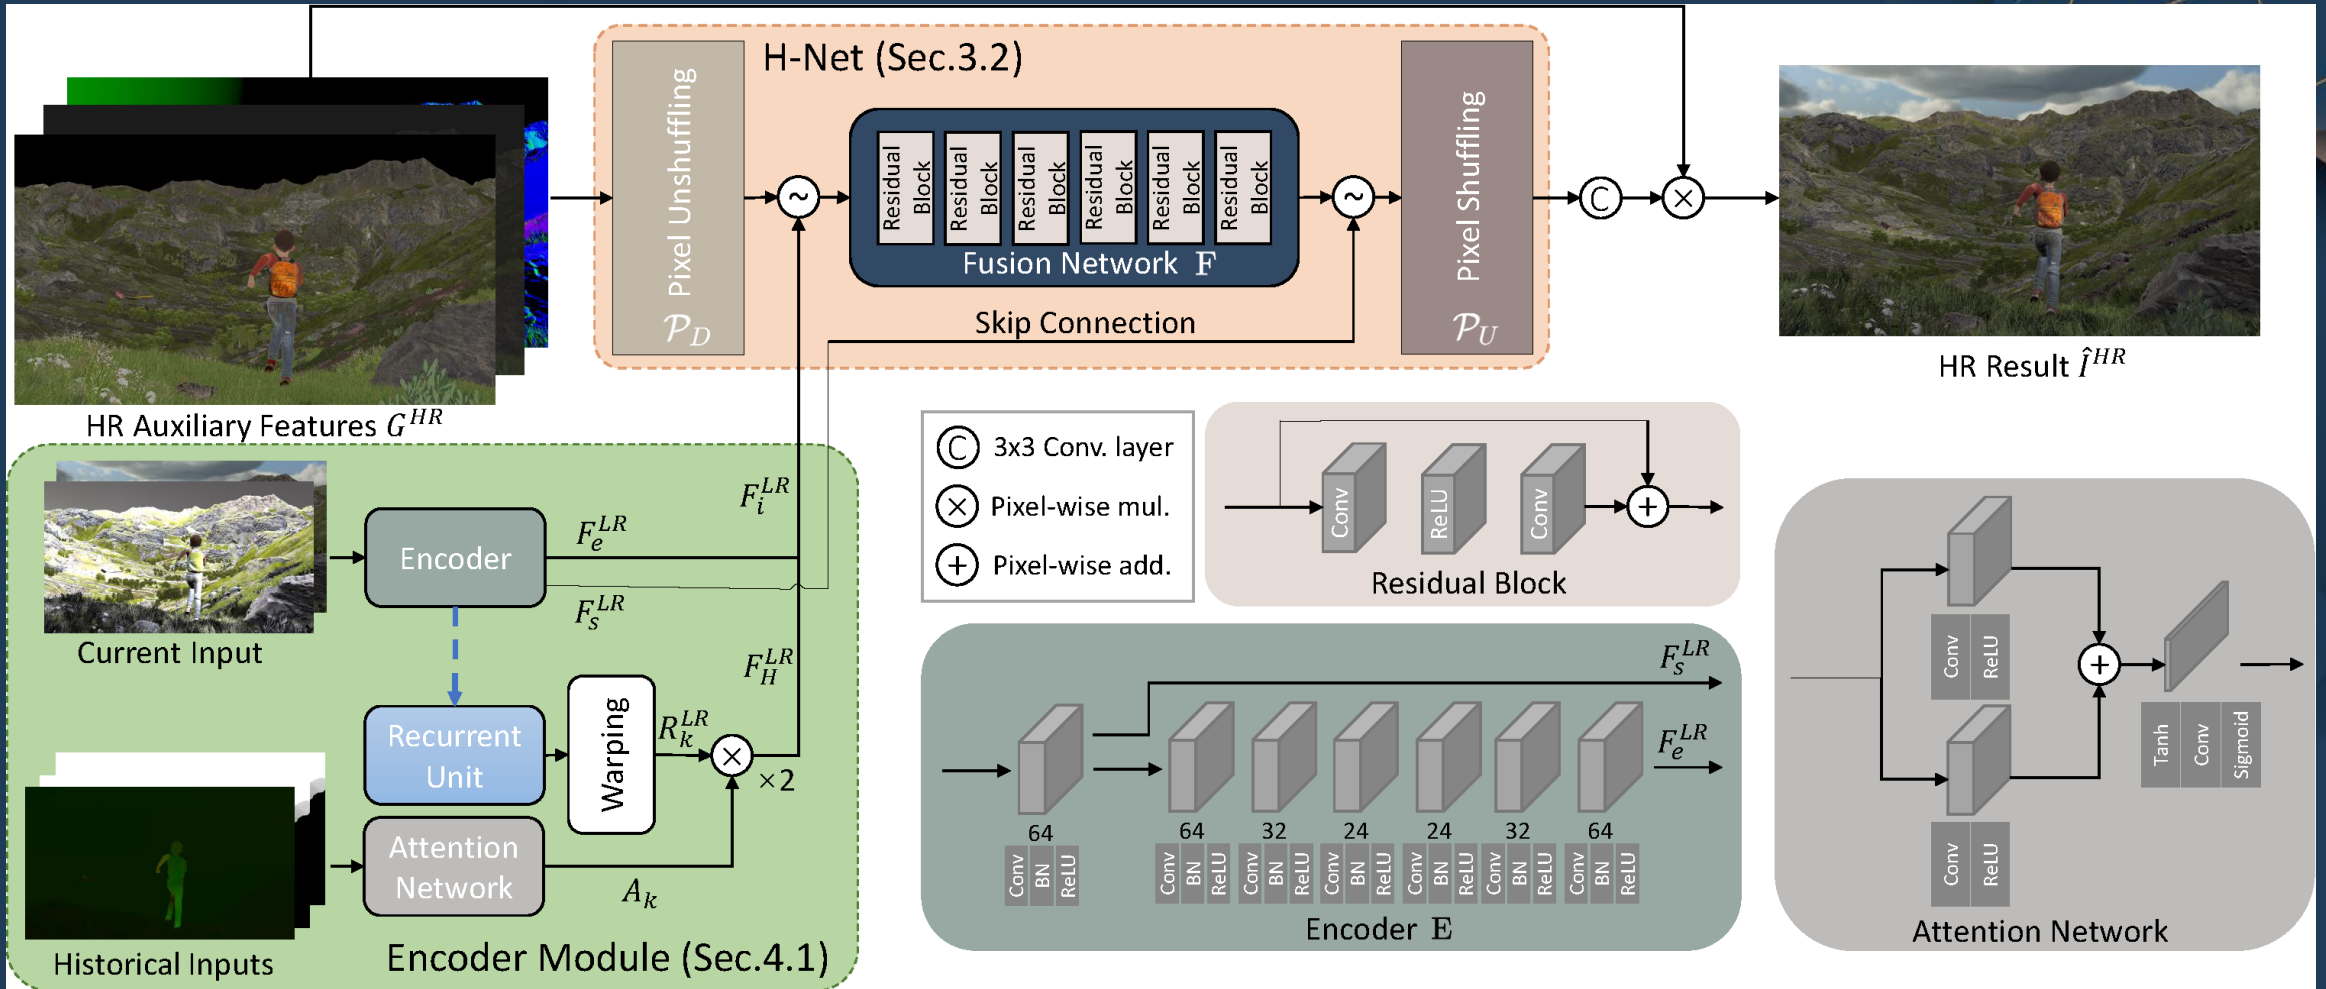 H-Net (Sec.3.2)
Pixel Unshuffling
𝒫_D
Residual Block
Residual Block
Residual Block
Residual Block
Residual Block
Residual Block
Fusion Network F
~
~
Skip Connection
Pixel Shuffling
𝒫_U
C
×
HR Auxiliary Features G^{HR}
HR Result Î^{HR}
Current Input
Encoder
F_e^{LR}
F_s^{LR}
F_i^{LR}
F_H^{LR}
Recurrent
Unit
Warping
R_k^{LR}
×
×2
Attention
Network
A_k
Historical Inputs
Encoder Module (Sec.4.1)
C 3x3 Conv. layer
× Pixel-wise mul.
+ Pixel-wise add.
Conv
ReLU
Conv
+
Residual Block
F_s^{LR}
F_e^{LR}
64 64 32 24 24 32 64
Conv BN ReLU
Conv BN ReLU
Conv BN ReLU
Conv BN ReLU
Conv BN ReLU
Conv BN ReLU
Conv BN ReLU
Encoder E
Conv ReLU
+
Tanh Conv Sigmoid
Conv ReLU
Attention Network